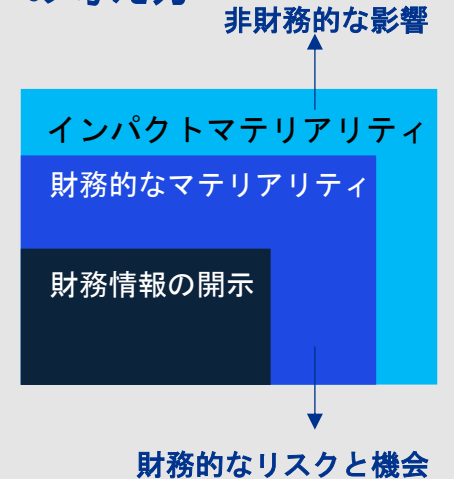 非財務的な影響
インパクトマテリアリティ
財務的なマテリアリティ
財務情報の開示
財務的なリスクと機会